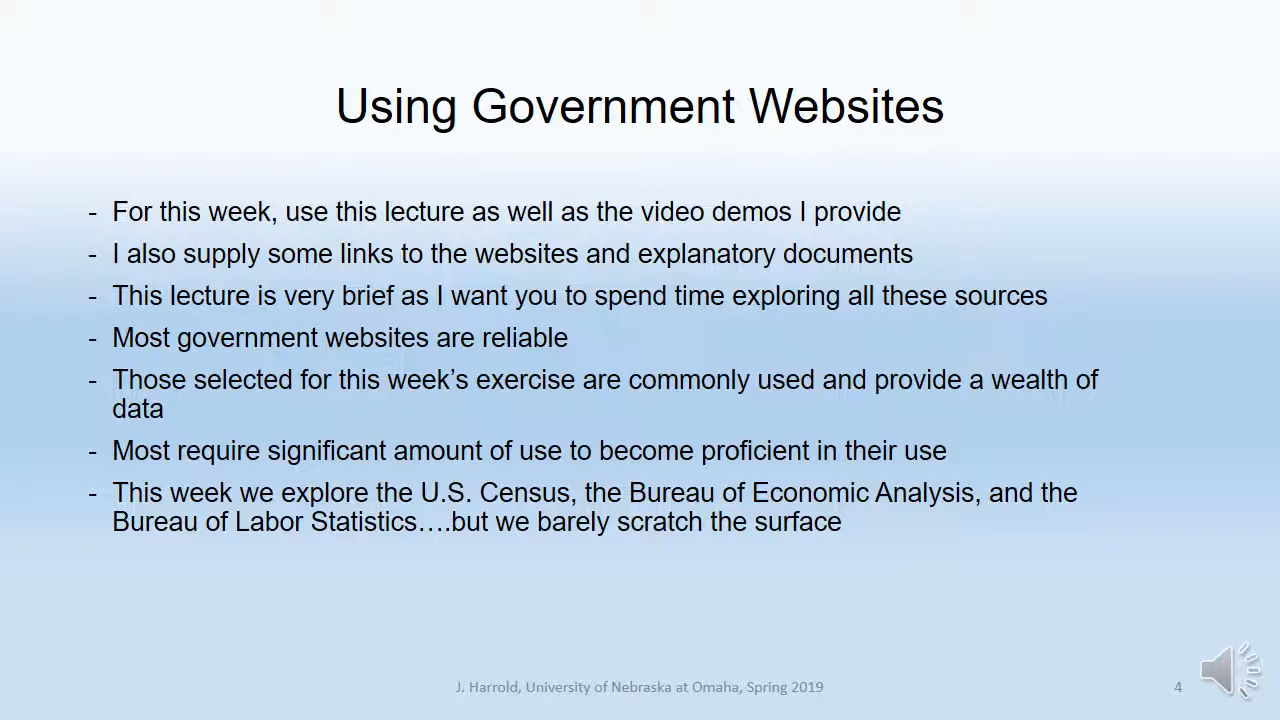 Using Government Websites
- For this week, use this lecture as well as the video demos I provide
- I also supply some links to the websites and explanatory documents
- This lecture is very brief as I want you to spend time exploring all these sources
- Most government websites are reliable
- Those selected for this week’s exercise are commonly used and provide a wealth of
data
- Most require significant amount of use to become proficient in their use
- This week we explore the U.S. Census, the Bureau of Economic Analysis, and the
Bureau of Labor Statistics….but we barely scratch the surface
J. Harrold, University of Nebraska at Omaha, Spring 2019
4